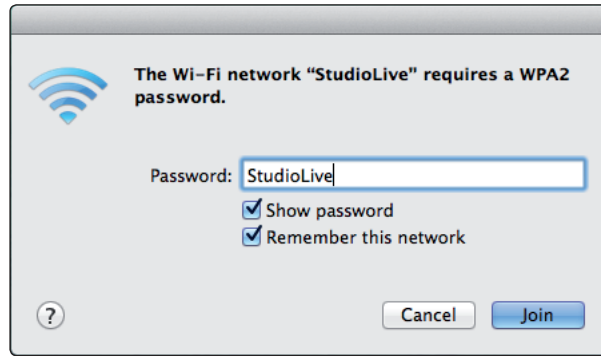 The Wi-Fi network “StudioLive” requires a WPA2
password.
Password: StudioLive
Show password
Remember this network
?
Cancel
Join